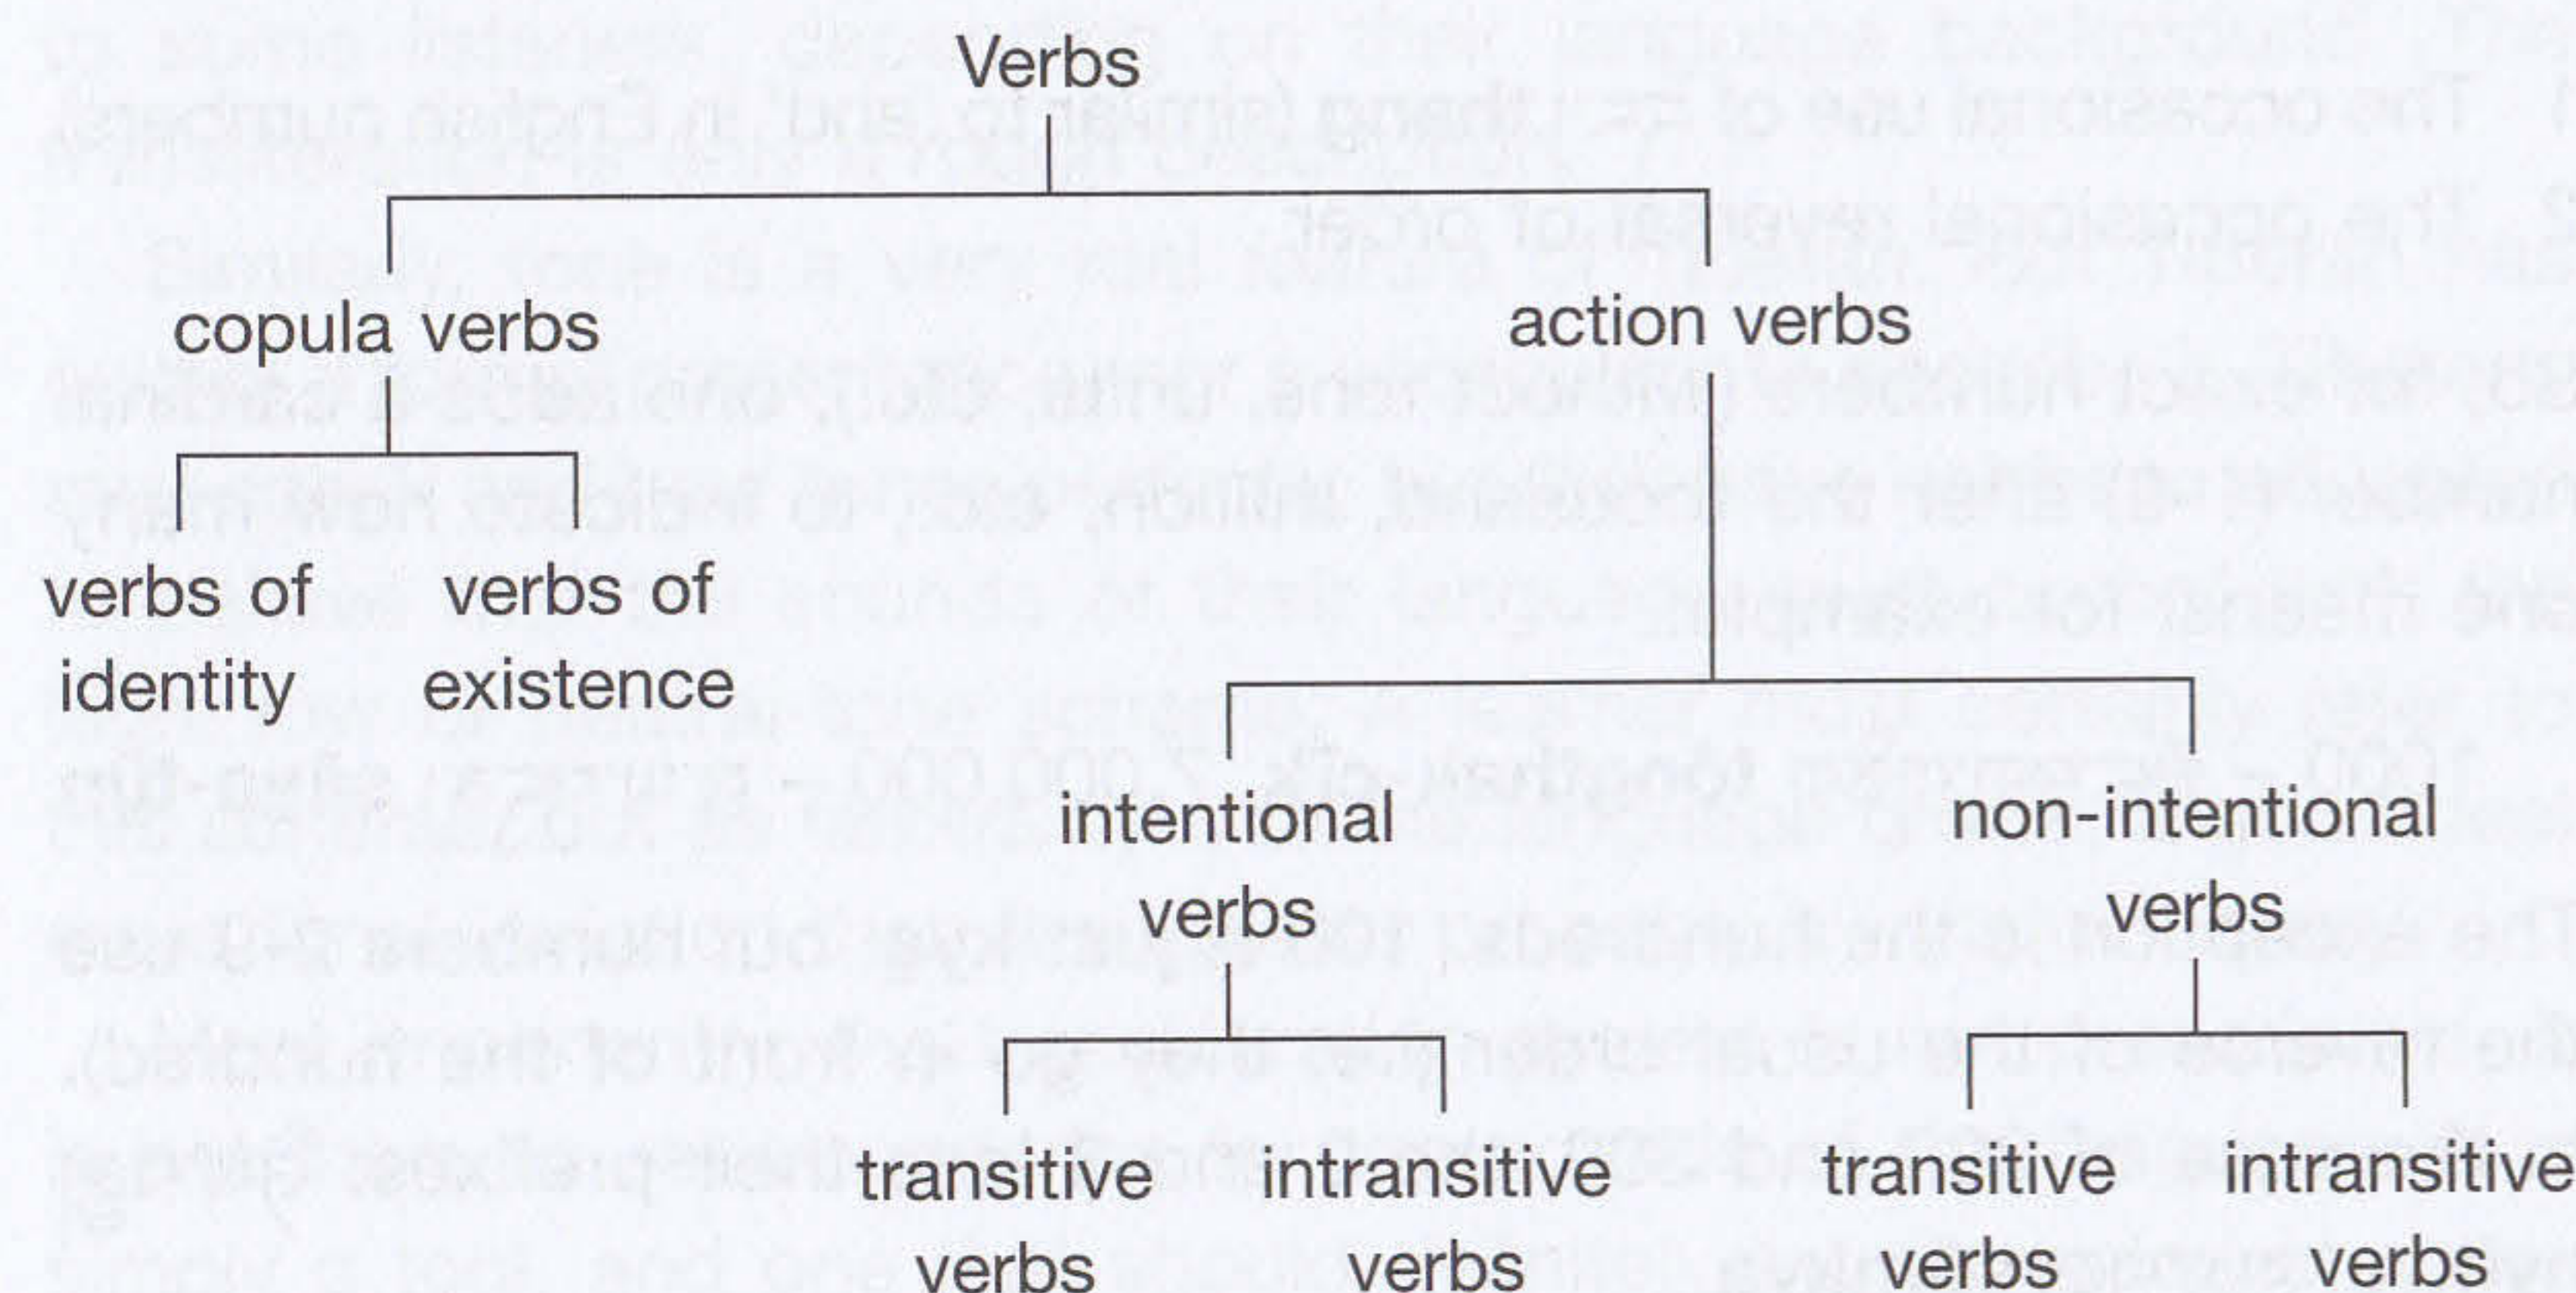 Verbs
copula verbs
action verbs
verbs of
identity
verbs of
existence
intentional
verbs
non-intentional
verbs
transitive
verbs
intransitive
verbs
transitive
verbs
intransitive
verbs